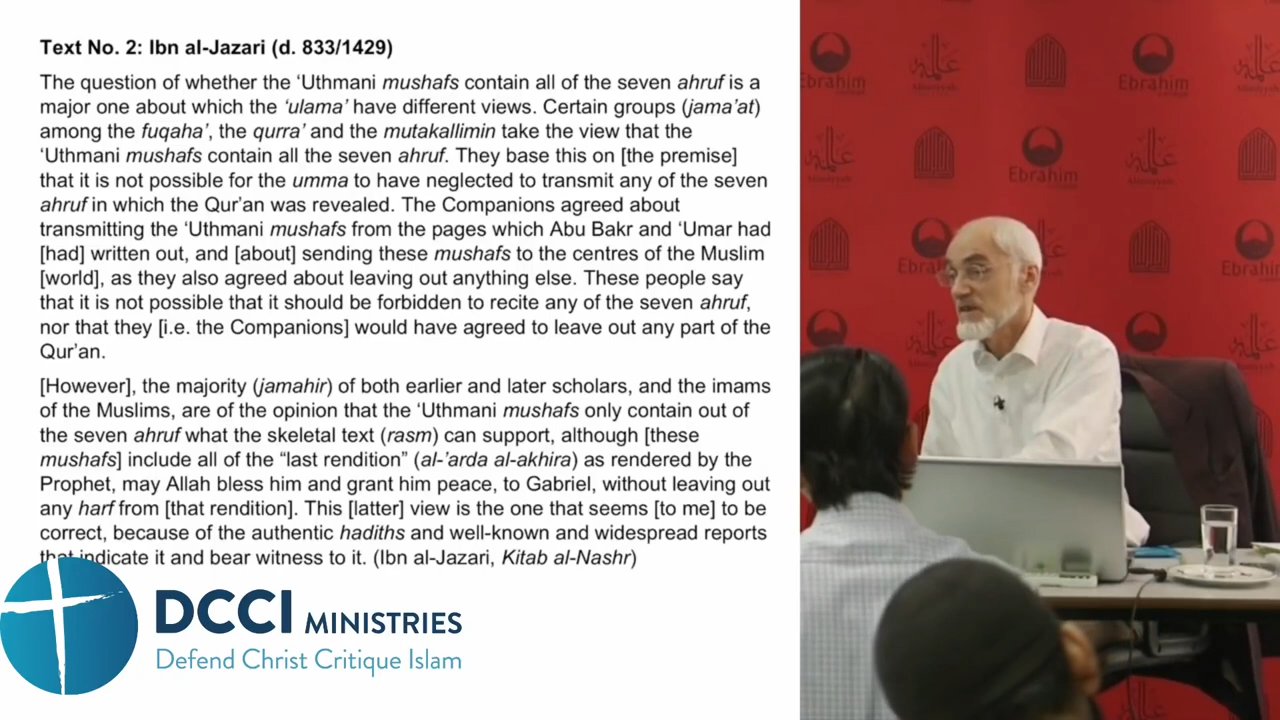 Text No. 2: Ibn al-Jazari (d. 833/1429)
The question of whether the ‘Uthmani mushafs contain all of the seven ahruf is a
major one about which the ‘ulama’ have different views. Certain groups (jama’at)
among the fuqaha’, the qurra’ and the mutakallimin take the view that the
‘Uthmani mushafs contain all the seven ahruf. They base this on [the premise]
that it is not possible for the umma to have neglected to transmit any of the seven
ahruf in which the Qur’an was revealed. The Companions agreed about
transmitting the ‘Uthmani mushafs from the pages which Abu Bakr and ‘Umar had
[had] written out, and [about] sending these mushafs to the centres of the Muslim
[world], as they also agreed about leaving out anything else. These people say
that it is not possible that it should be forbidden to recite any of the seven ahruf,
nor that they [i.e. the Companions] would have agreed to leave out any part of the
Qur’an.
[However], the majority (jamahir) of both earlier and later scholars, and the imams
of the Muslims, are of the opinion that the ‘Uthmani mushafs only contain out of
the seven ahruf what the skeletal text (rasm) can support, although [these
mushafs] include all of the “last rendition” (al-’arda al-akhira) as rendered by the
Prophet, may Allah bless him and grant him peace, to Gabriel, without leaving out
any harf from [that rendition]. This [latter] view is the one that seems [to me] to be
correct, because of the authentic hadiths and well-known and widespread reports
that indicate it and bear witness to it. (Ibn al-Jazari, Kitab al-Nashr)
DCCI MINISTRIES
Defend Christ Critique Islam
Ebrahim
Ebrahim
Ebrahim
Ebrahim